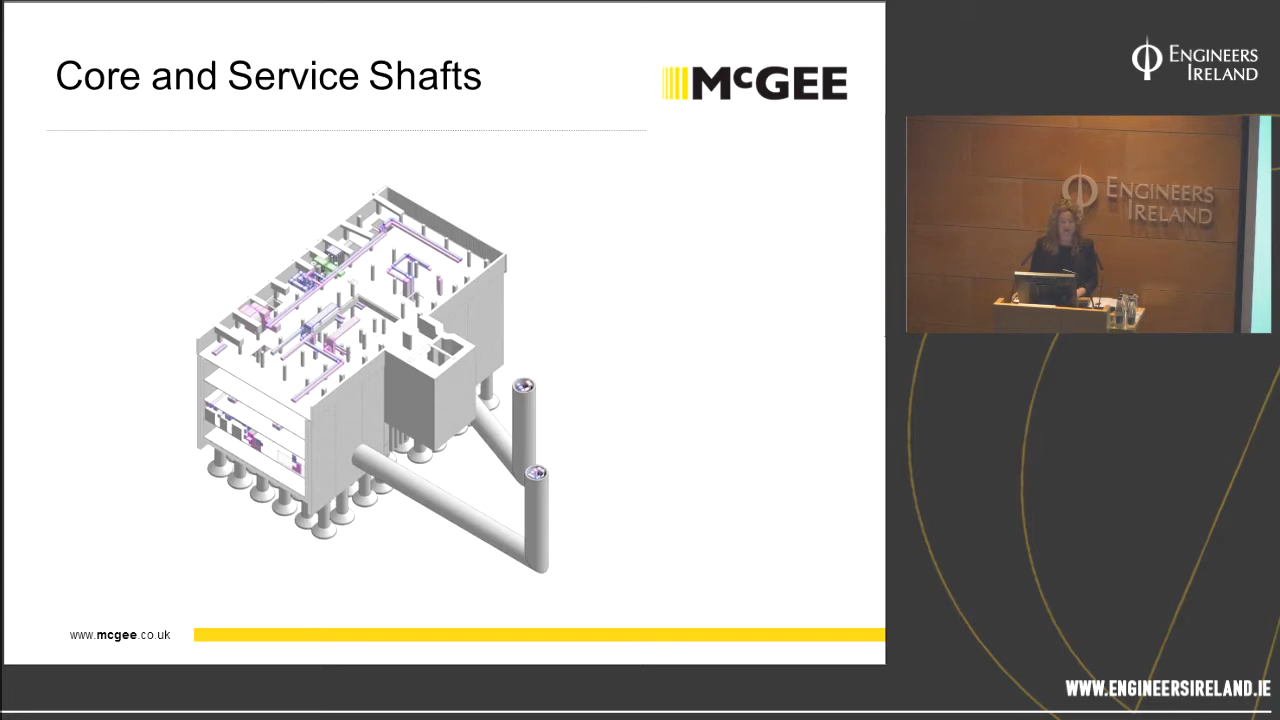 Core and Service Shafts
McGEE
www.mcgee.co.uk
ENGINEERS
IRELAND
ENGINEERS
IRELAND
WWW.ENGINEERSIRELAND.IE